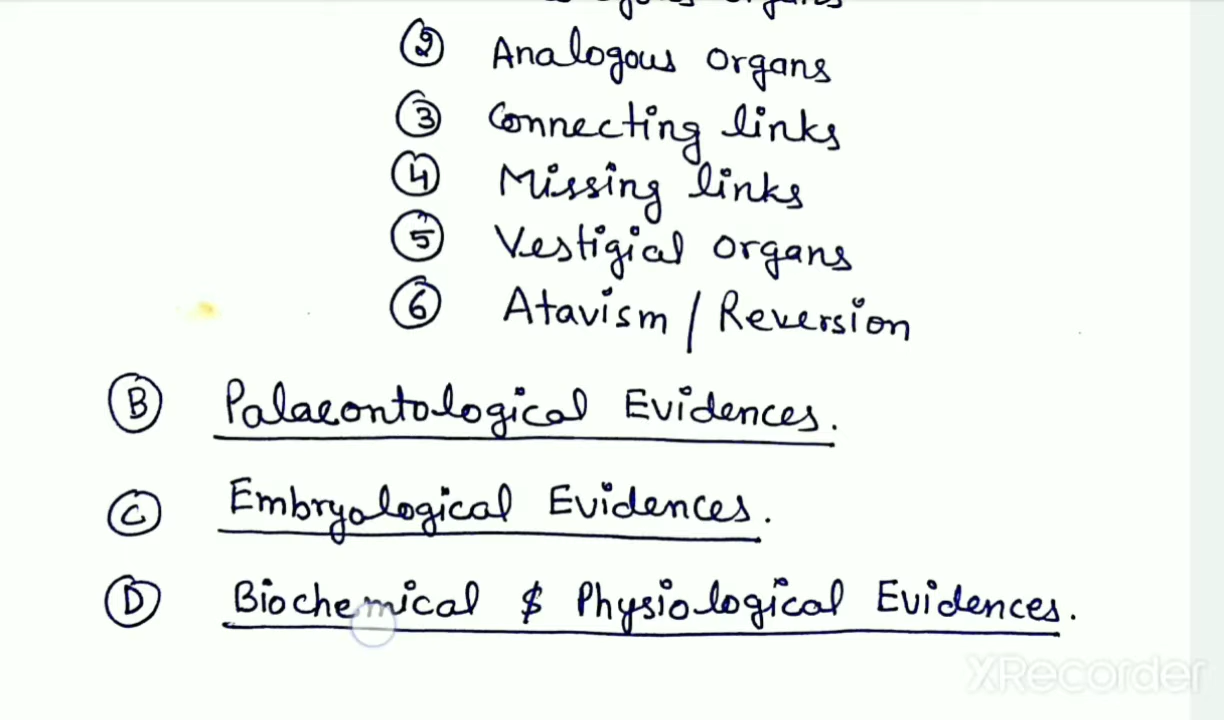 ② Analogous organs
③ Connecting links
④ Missing links
⑤ Vestigial organs
⑥ Atavism / Reversion
Ⓑ Palaeontological Evidences.
Ⓒ Embryological Evidences.
Ⓓ Biochemical & Physiological Evidences.
XRecorder